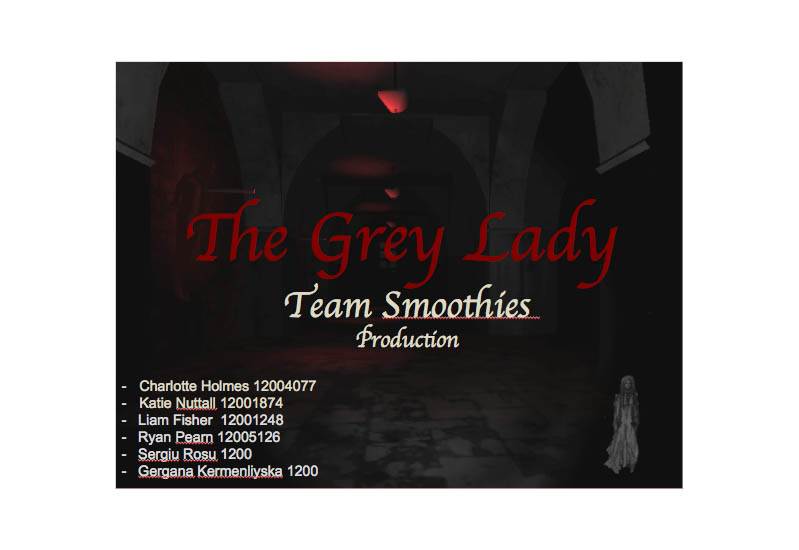 The Grey Lady
Team Smoothies
Production
- Charlotte Holmes 12004077
- Katie Nuttall 12001874
- Liam Fisher 12001248
- Ryan Pearn 12005126
- Sergiu Rosu 1200
- Gergana Kermenliyska 1200